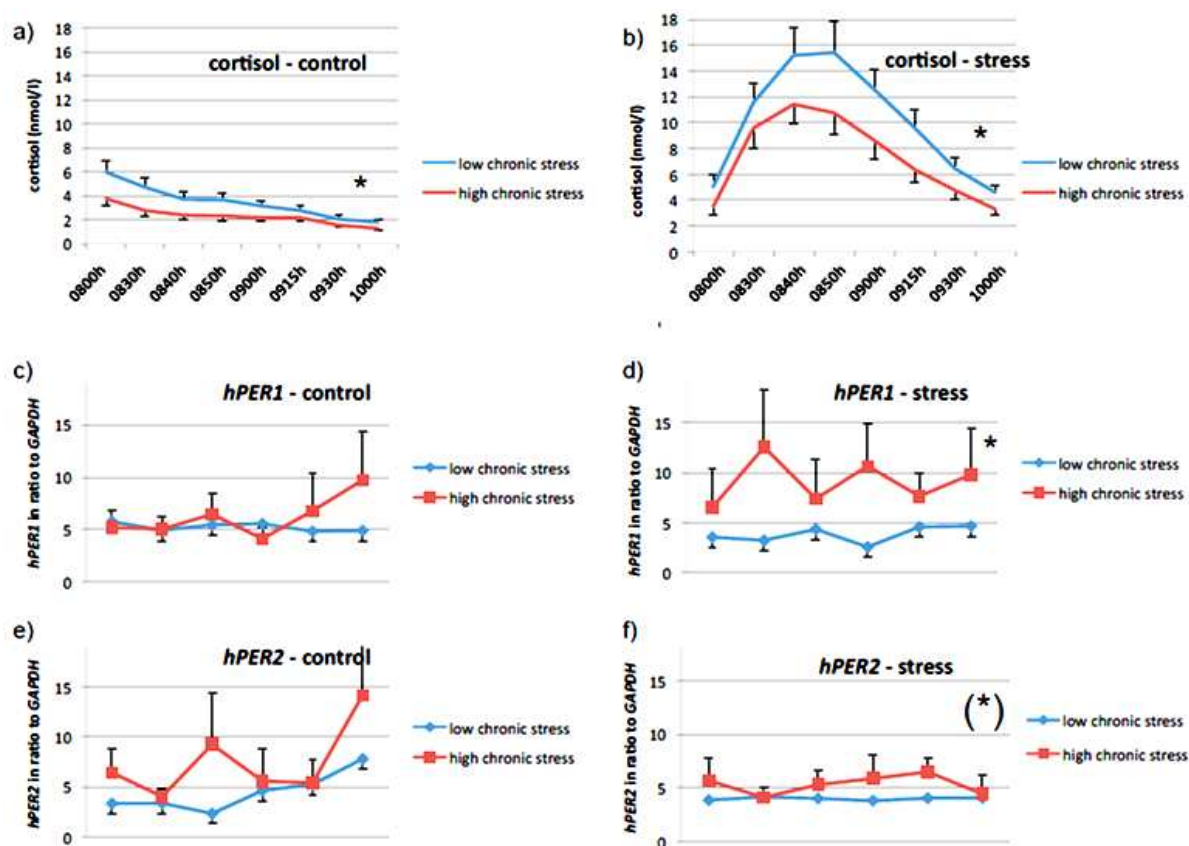 a)
cortisol - control
cortisol (nmol/l)
18
16
14
12
10
8
6
4
2
0
0800h
0830h
0840h
0850h
0900h
0915h
0930h
1000h
*
low chronic stress
high chronic stress
b)
cortisol - stress
cortisol (nmol/l)
18
16
14
12
10
8
6
4
2
0
0800h
0830h
0840h
0850h
0900h
0915h
0930h
1000h
*
low chronic stress
high chronic stress
c)
hPER1 - control
hPER1 in ratio to GAPDH
15
10
5
0
low chronic stress
high chronic stress
d)
hPER1 - stress
hPER1 in ratio to GAPDH
15
10
5
0
*
low chronic stress
high chronic stress
e)
hPER2 - control
hPER2 in ratio to GAPDH
15
10
5
0
low chronic stress
high chronic stress
f)
hPER2 - stress
hPER2 in ratio to GAPDH
15
10
5
0
(*)
low chronic stress
high chronic stress